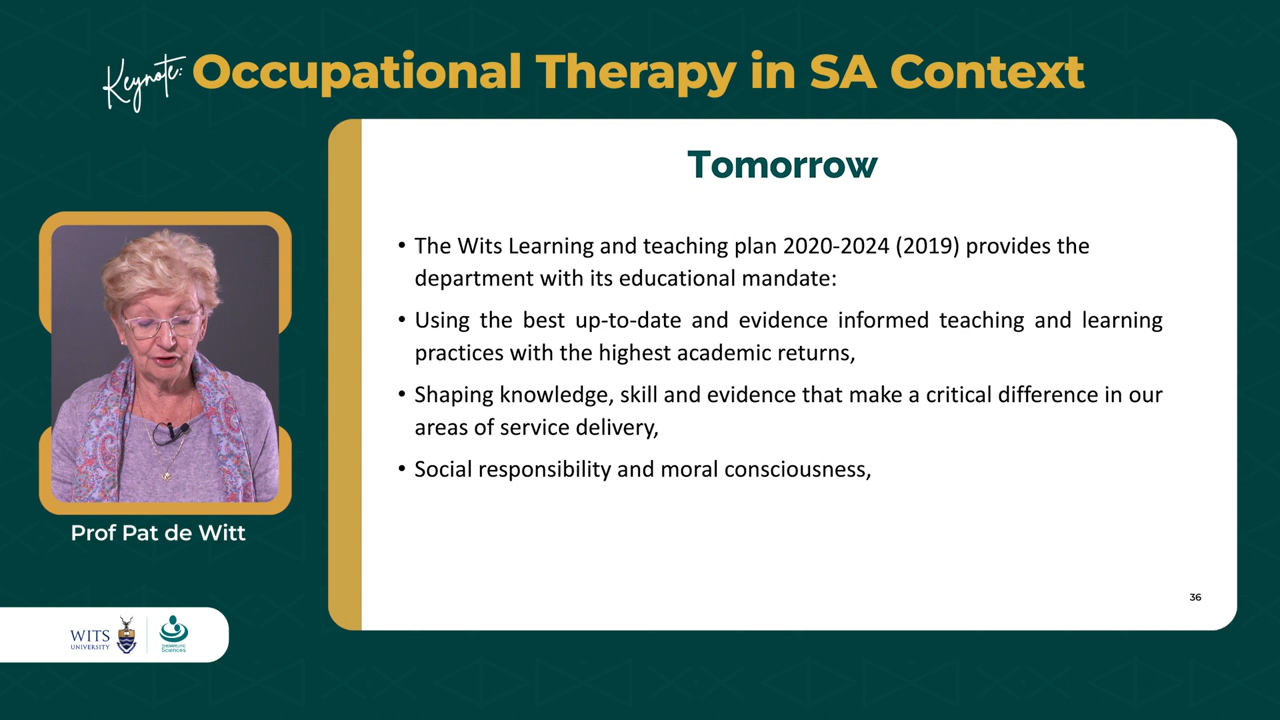 Keynote: Occupational Therapy in SA Context
Tomorrow
• The Wits Learning and teaching plan 2020-2024 (2019) provides the
department with its educational mandate:
• Using the best up-to-date and evidence informed teaching and learning
practices with the highest academic returns,
• Shaping knowledge, skill and evidence that make a critical difference in our
areas of service delivery,
• Social responsibility and moral consciousness,
36
Prof Pat de Witt
WITS
UNIVERSITY
THERAPEUTIC
Sciences